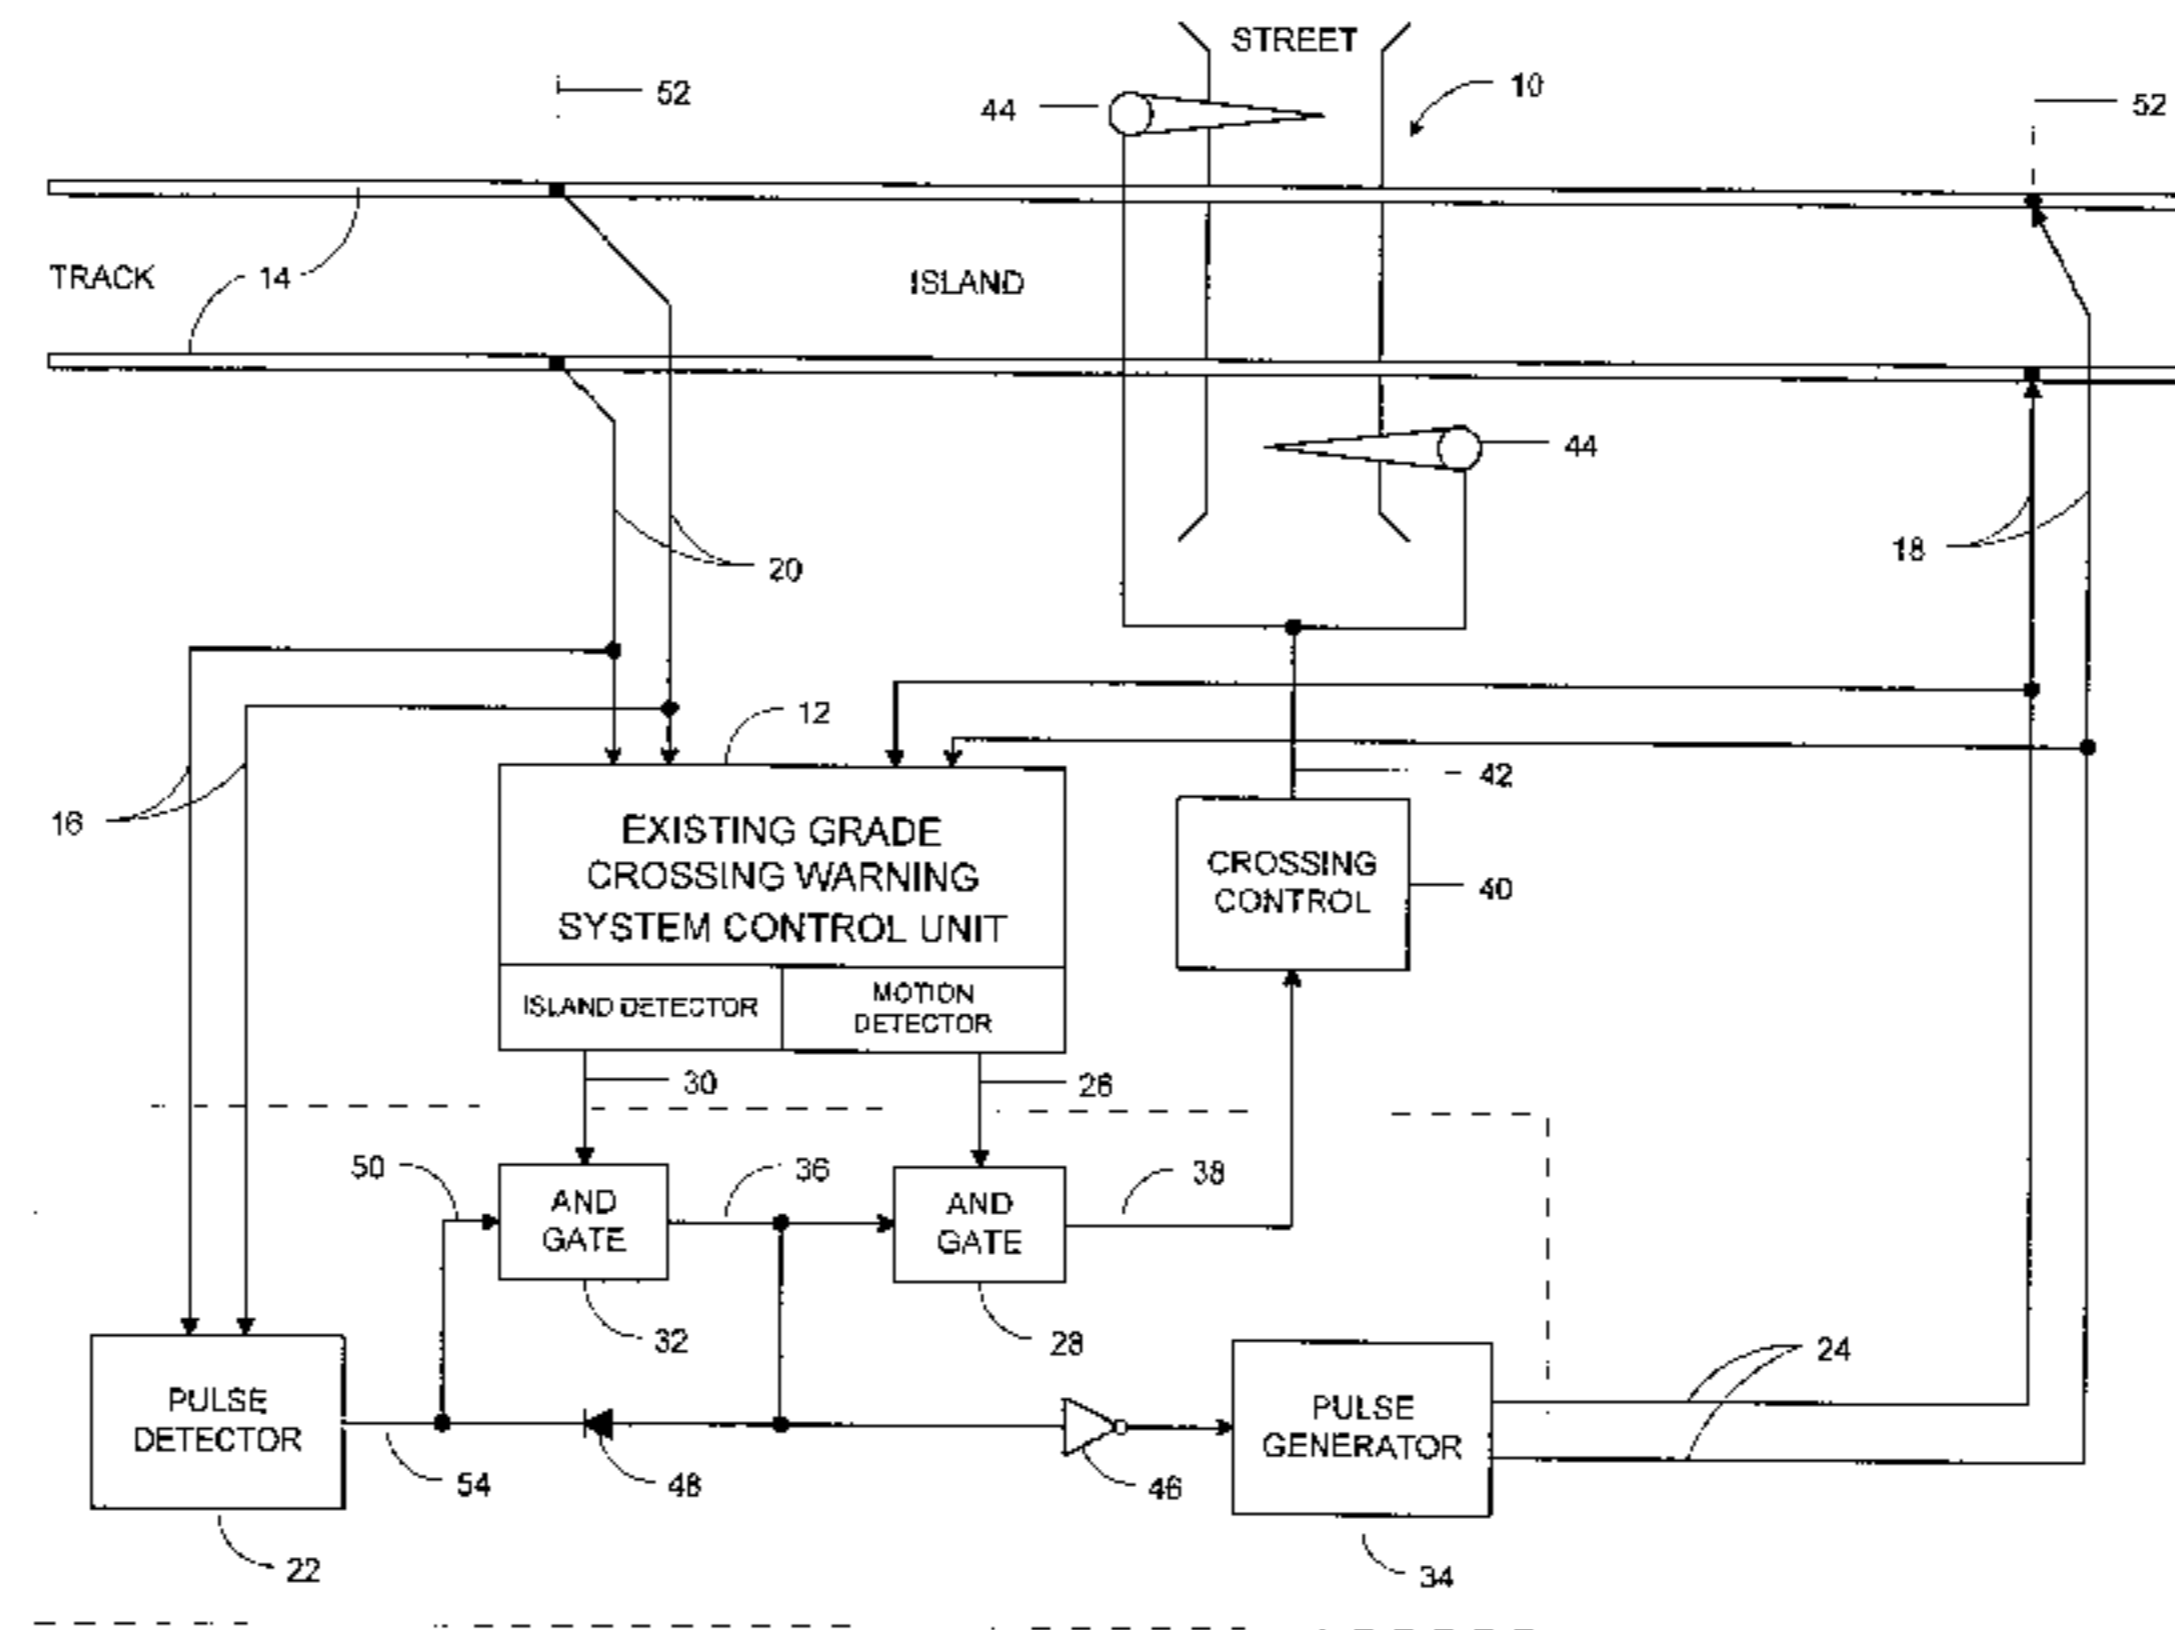 STREET
10
52
44
52
TRACK
14
ISLAND
44
20
18
12
16
42
EXISTING GRADE
CROSSING WARNING
SYSTEM CONTROL UNIT
CROSSING
CONTROL
40
ISLAND DETECTOR
MOTION
DETECTOR
30
26
50
36
38
AND
GATE
AND
GATE
32
28
24
PULSE
DETECTOR
PULSE
GENERATOR
54
48
46
22
34